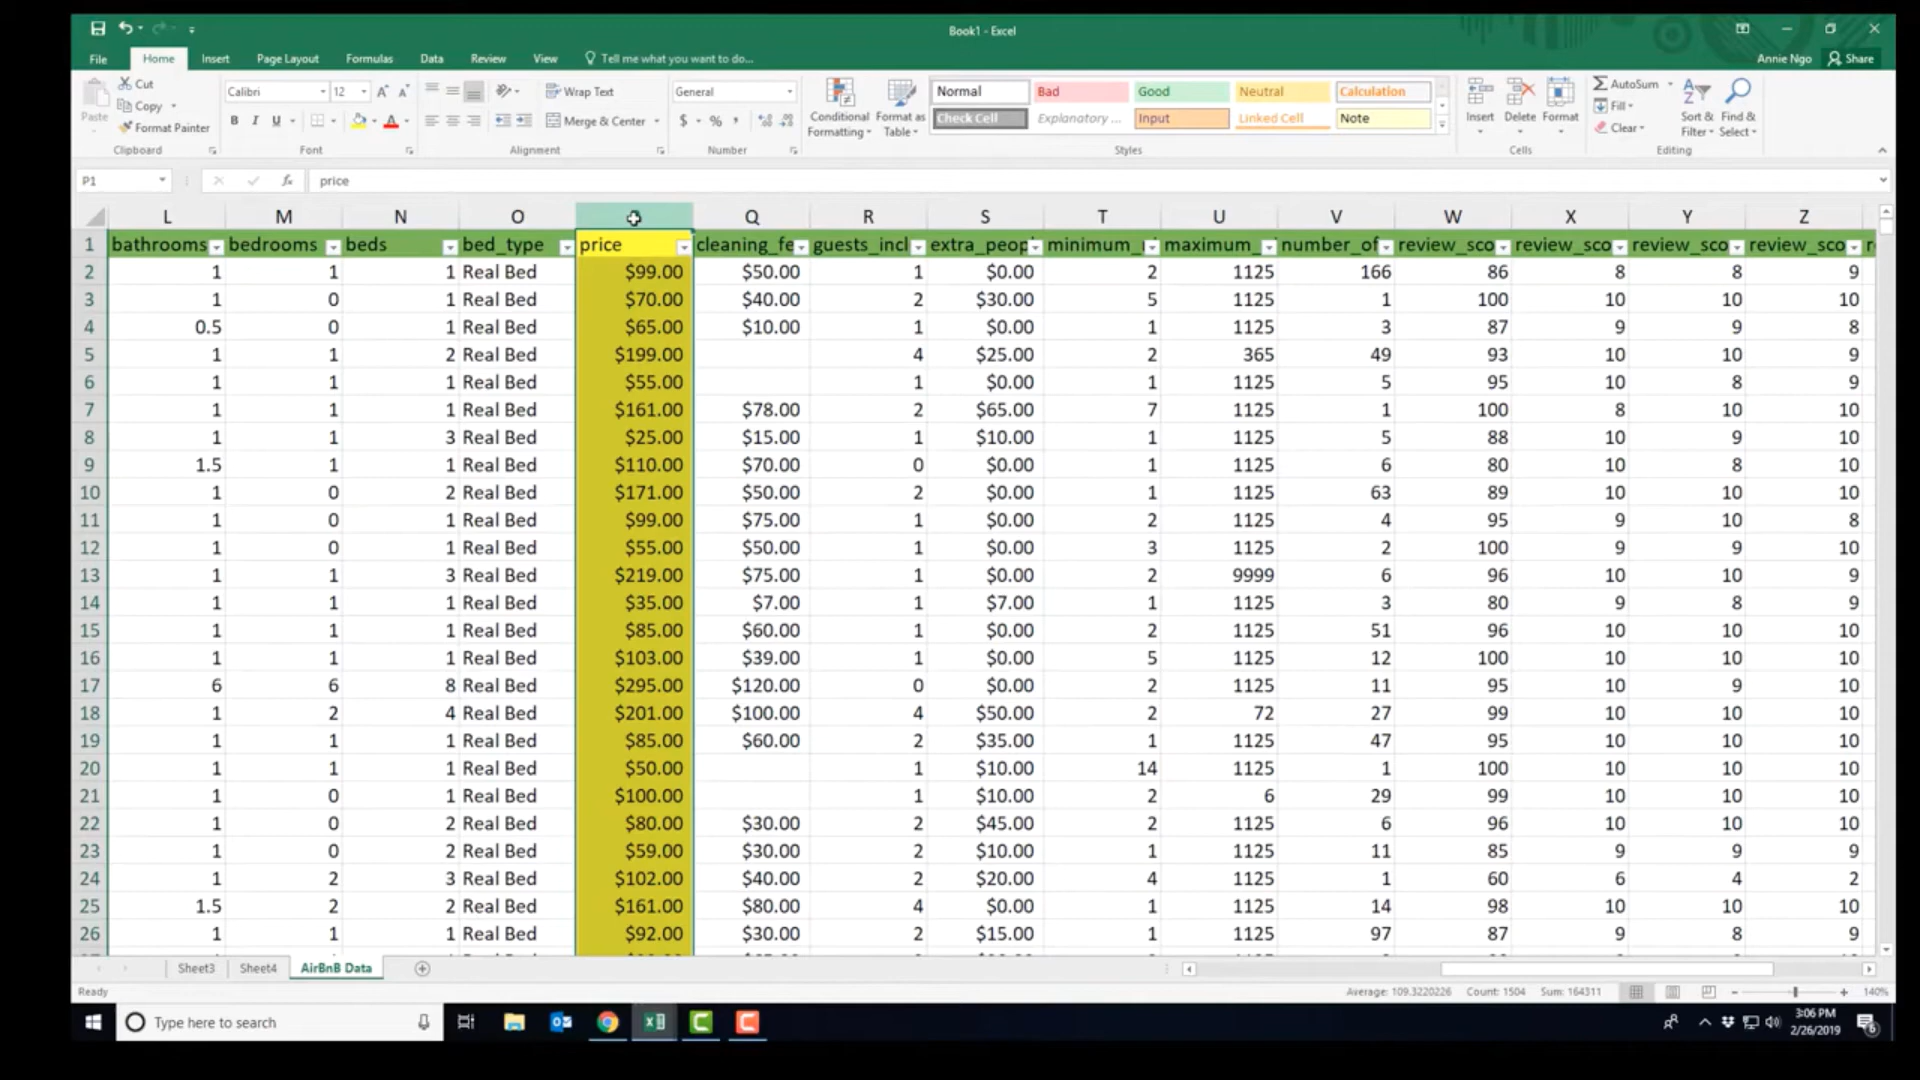 Book1 - Excel
File Home Insert Page Layout Formulas Data Review View Tell me what you want to do... Annie Ngo Share
Paste Cut Copy Format Painter Clipboard
Calibri 12 A A B I U A Font
Wrap Text Merge & Center Alignment
General $ % , Number
Conditional Formatting Format as Table
Normal Bad Good Neutral Calculation
Check Cell Explanatory ... Input Linked Cell Note
Styles
Insert Delete Format Cells
AutoSum Fill Clear Sort & Filter Find & Select Editing
P1 fx price
L M N O Q R S T U V W X Y Z
1 bathrooms bedrooms beds bed_type price cleaning_fe guests_incl extra_peop minimum_ maximum_ number_of review_sco review_sco review_sco review_sco
2 1 1 1 Real Bed $99.00 $50.00 1 $0.00 2 1125 166 86 8 8 9
3 1 0 1 Real Bed $70.00 $40.00 2 $30.00 5 1125 1 100 10 10 10
4 0.5 0 1 Real Bed $65.00 $10.00 1 $0.00 1 1125 3 87 9 9 8
5 1 1 2 Real Bed $199.00 4 $25.00 2 365 49 93 10 10 9
6 1 1 1 Real Bed $55.00 1 $0.00 1 1125 5 95 10 8 9
7 1 1 1 Real Bed $161.00 $78.00 2 $65.00 7 1125 1 100 8 10 10
8 1 1 3 Real Bed $25.00 $15.00 1 $10.00 1 1125 5 88 10 9 10
9 1.5 1 1 Real Bed $110.00 $70.00 0 $0.00 1 1125 6 80 10 8 10
10 1 0 2 Real Bed $171.00 $50.00 2 $0.00 1 1125 63 89 10 10 10
11 1 0 1 Real Bed $99.00 $75.00 1 $0.00 2 1125 4 95 9 10 8
12 1 0 1 Real Bed $55.00 $50.00 1 $0.00 3 1125 2 100 9 9 10
13 1 1 3 Real Bed $219.00 $75.00 1 $0.00 2 9999 6 96 10 10 9
14 1 1 1 Real Bed $35.00 $7.00 1 $7.00 1 1125 3 80 9 8 9
15 1 1 1 Real Bed $85.00 $60.00 1 $0.00 2 1125 51 96 10 10 10
16 1 1 1 Real Bed $103.00 $39.00 1 $0.00 5 1125 12 100 10 10 10
17 6 6 8 Real Bed $295.00 $120.00 0 $0.00 2 1125 11 95 10 9 10
18 1 2 4 Real Bed $201.00 $100.00 4 $50.00 2 72 27 99 10 10 10
19 1 1 1 Real Bed $85.00 $60.00 2 $35.00 1 1125 47 95 10 10 10
20 1 1 1 Real Bed $50.00 1 $10.00 14 1125 1 100 10 10 10
21 1 0 1 Real Bed $100.00 1 $10.00 2 6 29 99 10 10 10
22 1 0 2 Real Bed $80.00 $30.00 2 $45.00 2 1125 6 96 10 10 10
23 1 0 2 Real Bed $59.00 $30.00 2 $10.00 1 1125 11 85 9 9 9
24 1 2 3 Real Bed $102.00 $40.00 2 $20.00 4 1125 1 60 6 4 2
25 1.5 2 2 Real Bed $161.00 $80.00 4 $0.00 1 1125 14 98 10 10 10
26 1 1 1 Real Bed $92.00 $30.00 2 $15.00 1 1125 97 87 9 8 9
Sheet3 Sheet4 AirBnB Data
Ready Average: 109.3220226 Count: 1504 Sum: 164311 140%
Type here to search 3:06 PM
2/26/2019 6